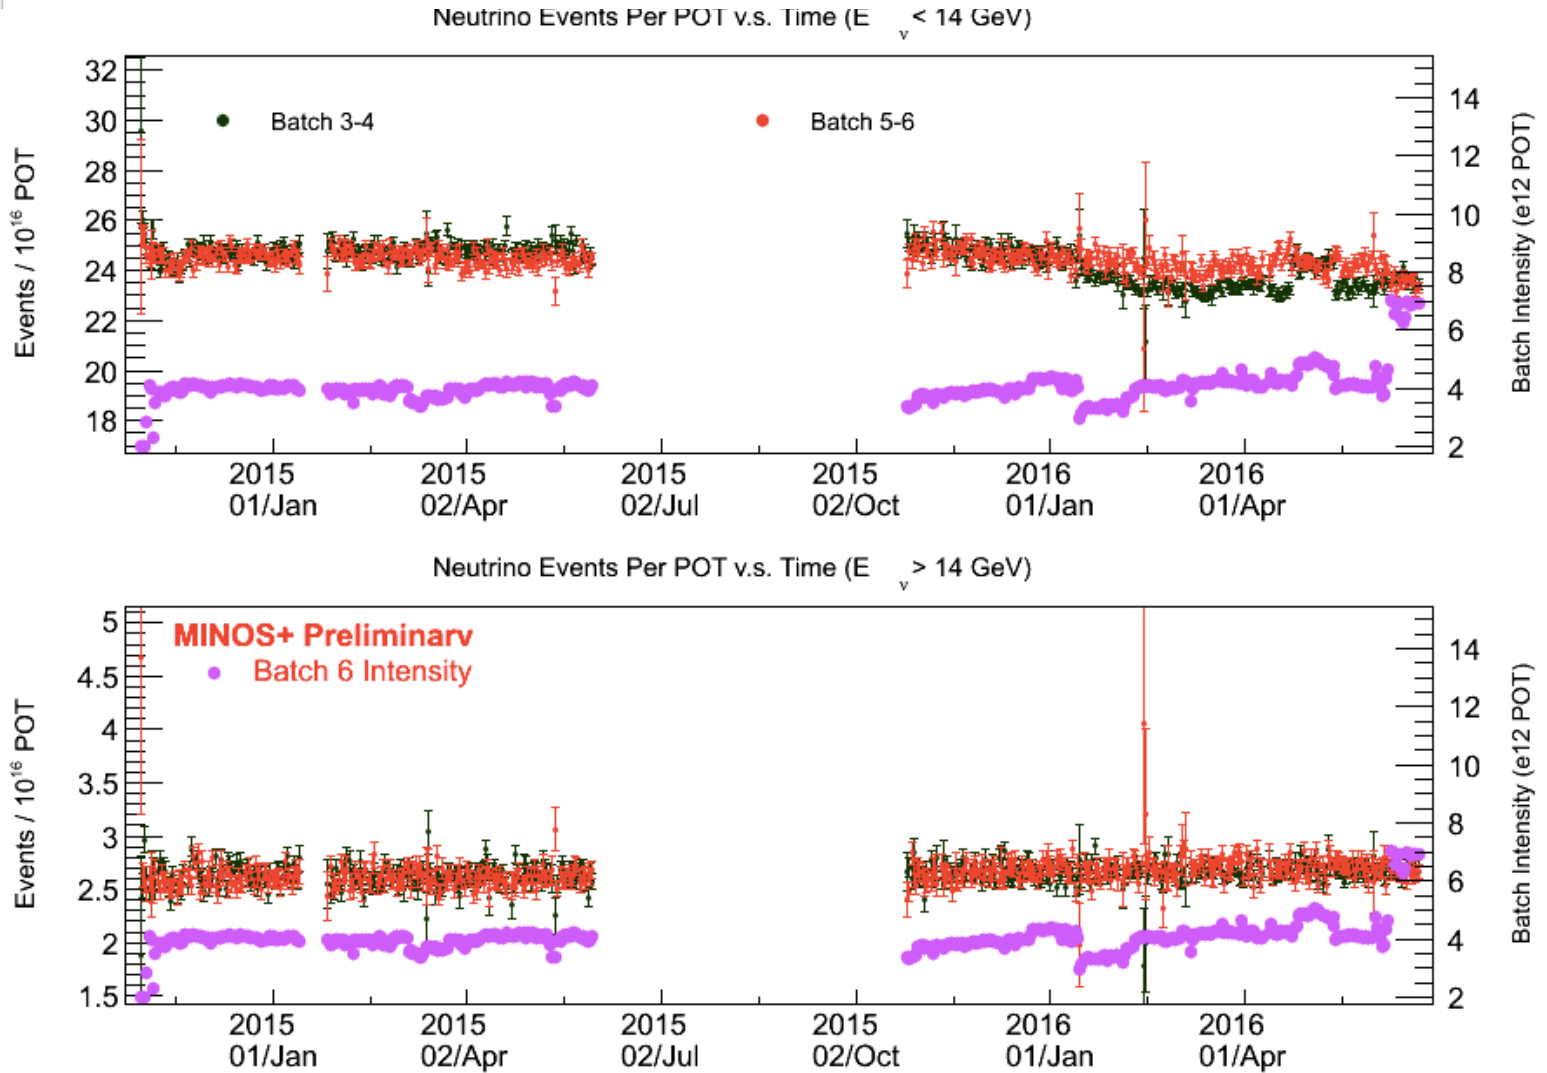 Neutrino Events Per POT v.s. Time (E ν < 14 GeV)
32
30
28
26
24
22
20
18
Events / 10¹⁶ POT
Batch 3-4
Batch 5-6
14
12
10
8
6
4
2
Batch Intensity (e12 POT)
2015 2015 2015 2015 2016 2016
01/Jan 02/Apr 02/Jul 02/Oct 01/Jan 01/Apr
Neutrino Events Per POT v.s. Time (E ν > 14 GeV)
5
4.5
4
3.5
3
2.5
2
1.5
Events / 10¹⁶ POT
MINOS+ Preliminary
Batch 6 Intensity
14
12
10
8
6
4
2
Batch Intensity (e12 POT)
2015 2015 2015 2015 2016 2016
01/Jan 02/Apr 02/Jul 02/Oct 01/Jan 01/Apr